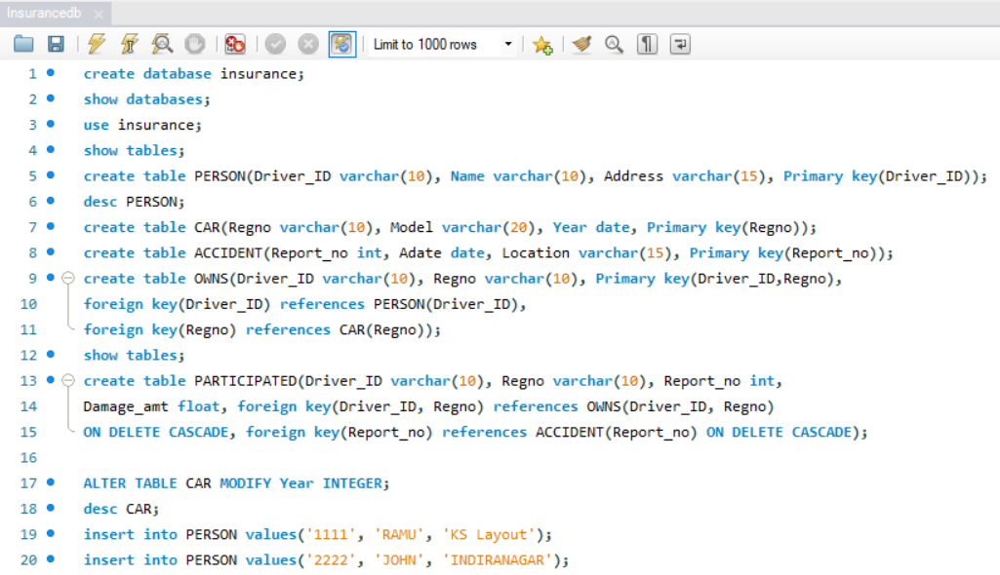 Insurancedb
Limit to 1000 rows
1 create database insurance;
2 show databases;
3 use insurance;
4 show tables;
5 create table PERSON(Driver_ID varchar(10), Name varchar(10), Address varchar(15), Primary key(Driver_ID));
6 desc PERSON;
7 create table CAR(Regno varchar(10), Model varchar(20), Year date, Primary key(Regno));
8 create table ACCIDENT(Report_no int, Adate date, Location varchar(15), Primary key(Report_no));
9 create table OWNS(Driver_ID varchar(10), Regno varchar(10), Primary key(Driver_ID,Regno),
10 foreign key(Driver_ID) references PERSON(Driver_ID),
11 foreign key(Regno) references CAR(Regno));
12 show tables;
13 create table PARTICIPATED(Driver_ID varchar(10), Regno varchar(10), Report_no int,
14 Damage_amt float, foreign key(Driver_ID, Regno) references OWNS(Driver_ID, Regno)
15 ON DELETE CASCADE, foreign key(Report_no) references ACCIDENT(Report_no) ON DELETE CASCADE);
16
17 ALTER TABLE CAR MODIFY Year INTEGER;
18 desc CAR;
19 insert into PERSON values('1111', 'RAMU', 'KS Layout');
20 insert into PERSON values('2222', 'JOHN', 'INDIRANAGAR');